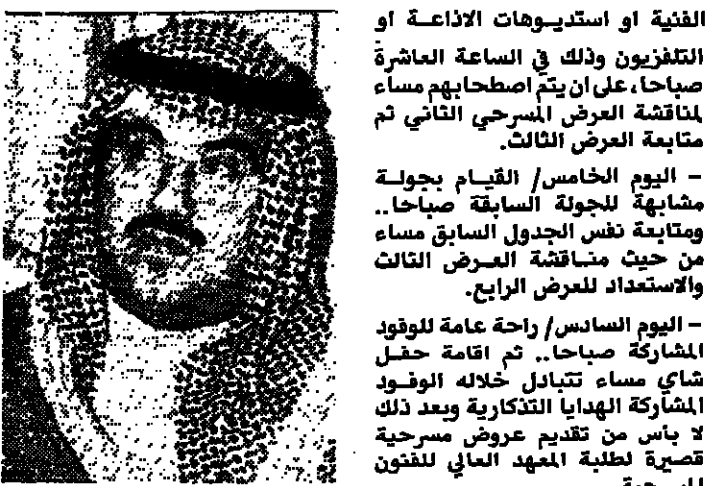 الفنية او استديوهات الاذاعة او
التلفزيون وذلك في الساعة العاشرة
صباحا، على ان يتم اصطحابهم مساء
لمناقشة العرض المسرحي الثاني ثم
متابعة العرض الثالث.
– اليوم الخامس/ القيام بجولة
مشابهة للجولة السابقة صباحا..
ومتابعة نفس الجدول السابق مساء
من حيث مناقشة العرض الثالث
والاستعداد للعرض الرابع.
– اليوم السادس/ راحة عامة للوفود
المشاركة صباحا.. ثم اقامة حفل
شاي مساء تتبادل خلاله الوفود
المشاركة الهدايا التذكارية وبعد ذلك
لا بأس من تقديم عروض مسرحية
قصيرة لطلبة المعهد العالي للفنون